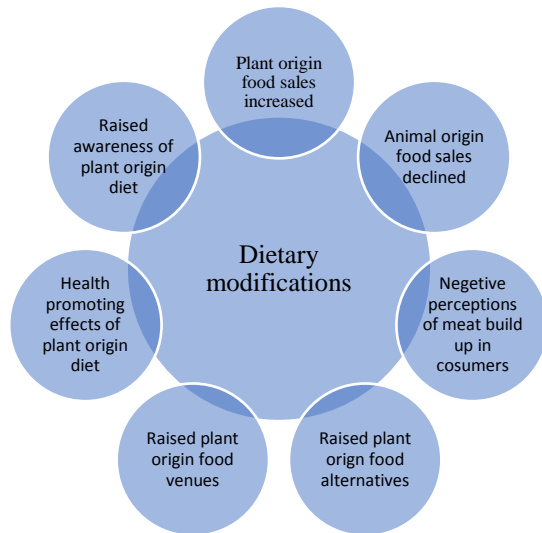 Plant origin
food sales
increased
Animal origin
food sales
declined
Negetive perceptions
of meat build
up in
cosumers
Raised plant
orign food
alternatives
Raised plant
origin food
venues
Health
promoting
effects of
plant origin
diet
Raised
awareness of
plant origin
diet
Dietary
modifications